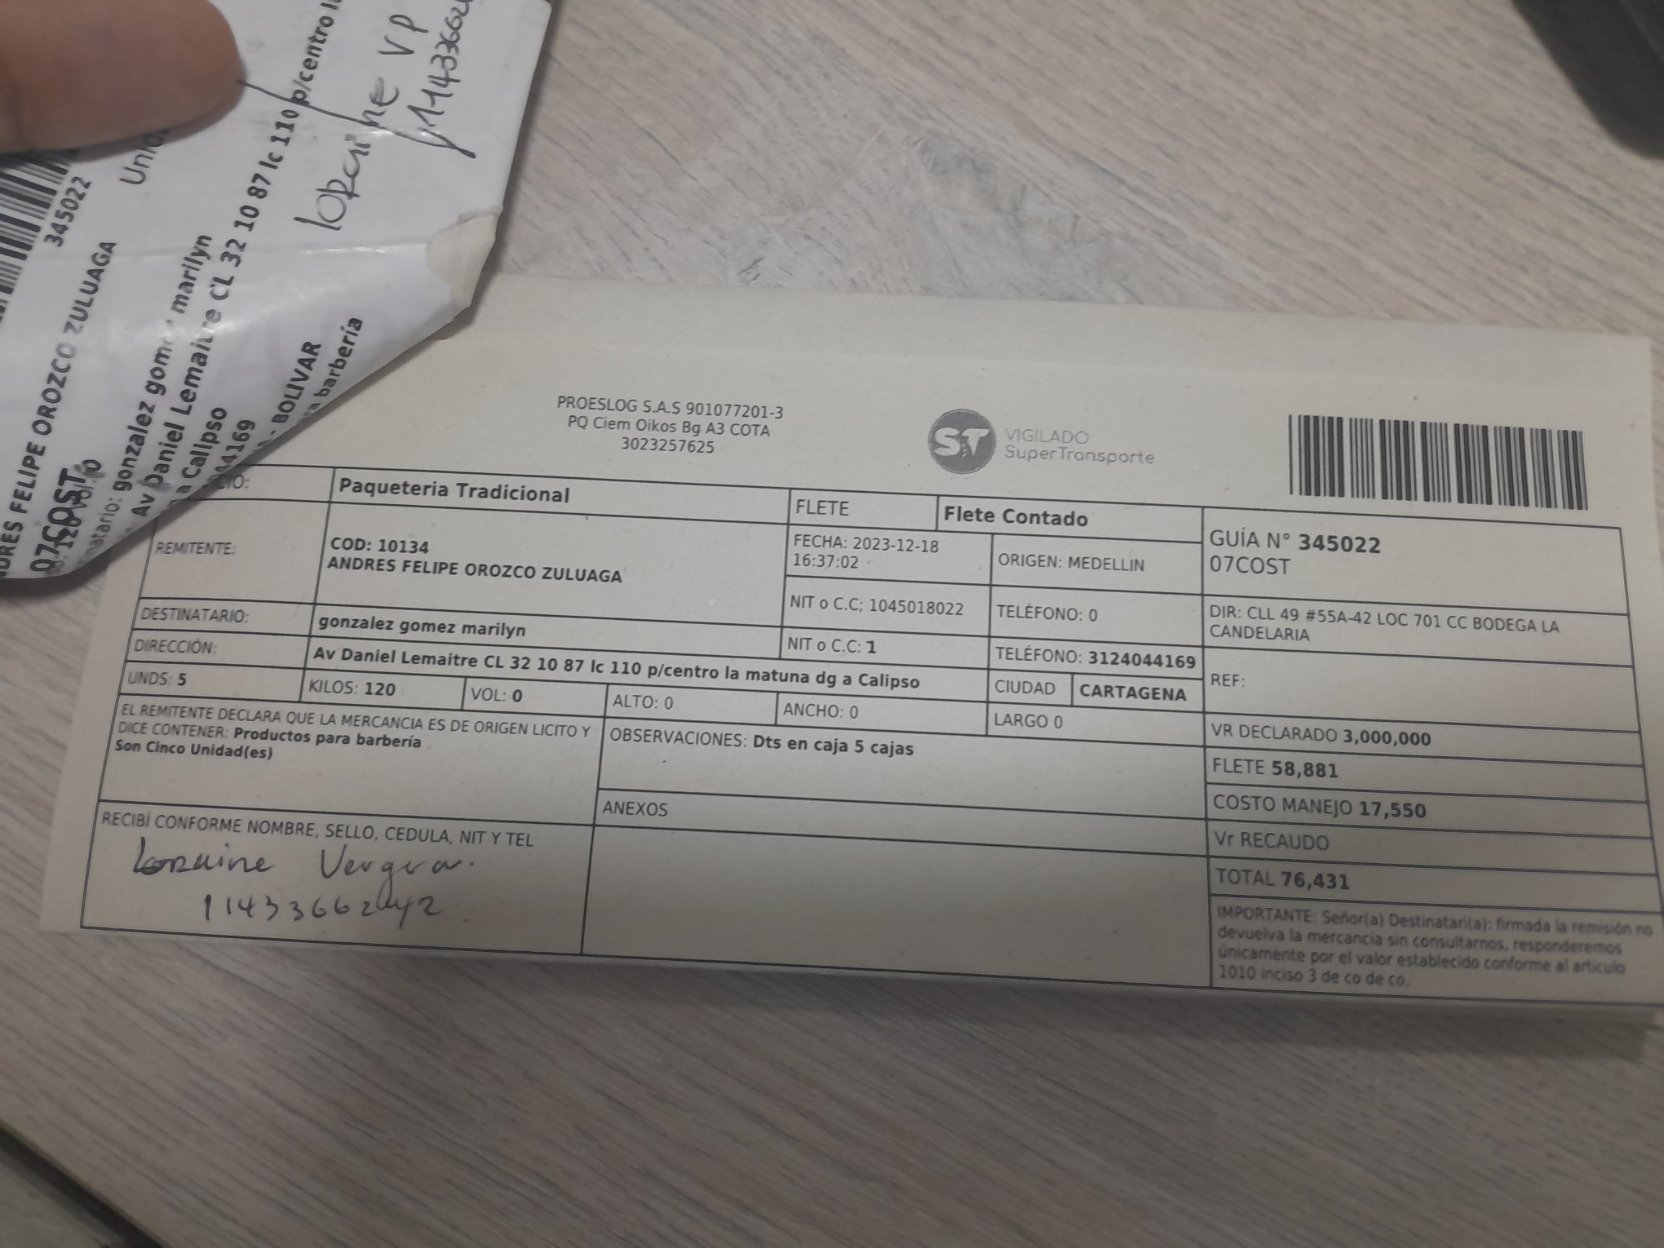 345022
Uni
DRES FELIPE OROZCO ZULUAGA
07COST
natario: gonzalez gom marilyn
Av Daniel Lemaitre CL 32 10 87 lc 110 p/centro l
a Calipso
44169
BOLIVAR
barbería
loraine VP
PROESLOG S.A.S 901077201-3
PQ Ciem Oikos Bg A3 COTA
3023257625
ST VIGILADO
SuperTransporte
IO: Paqueteria Tradicional FLETE Flete Contado
REMITENTE: COD: 10134
ANDRES FELIPE OROZCO ZULUAGA
FECHA: 2023-12-18
16:37:02
ORIGEN: MEDELLIN
GUÍA N° 345022
07COST
NIT o C.C; 1045018022 TELÉFONO: 0
DIR: CLL 49 #55A-42 LOC 701 CC BODEGA LA
CANDELARIA
DESTINATARIO: gonzalez gomez marilyn NIT o C.C: 1 TELÉFONO: 3124044169
DIRECCIÓN: Av Daniel Lemaitre CL 32 10 87 lc 110 p/centro la matuna dg a Calipso CIUDAD CARTAGENA
REF:
UNDS: 5 KILOS: 120 VOL: 0 ALTO: 0 ANCHO: 0 LARGO 0
EL REMITENTE DECLARA QUE LA MERCANCIA ES DE ORIGEN LICITO Y
DICE CONTENER: Productos para barbería
Son Cinco Unidad(es)
OBSERVACIONES: Dts en caja 5 cajas
ANEXOS
VR DECLARADO 3,000,000
FLETE 58,881
COSTO MANEJO 17,550
Vr RECAUDO
TOTAL 76,431
RECIBÍ CONFORME NOMBRE, SELLO, CEDULA, NIT Y TEL
Loraine Vergara.
IMPORTANTE: Señor(a) Destinatari(a): firmada la remisión no
devuelva la mercancia sin consultarnos, responderemos
únicamente por el valor establecido conforme al articulo
1010 inciso 3 de co de co.